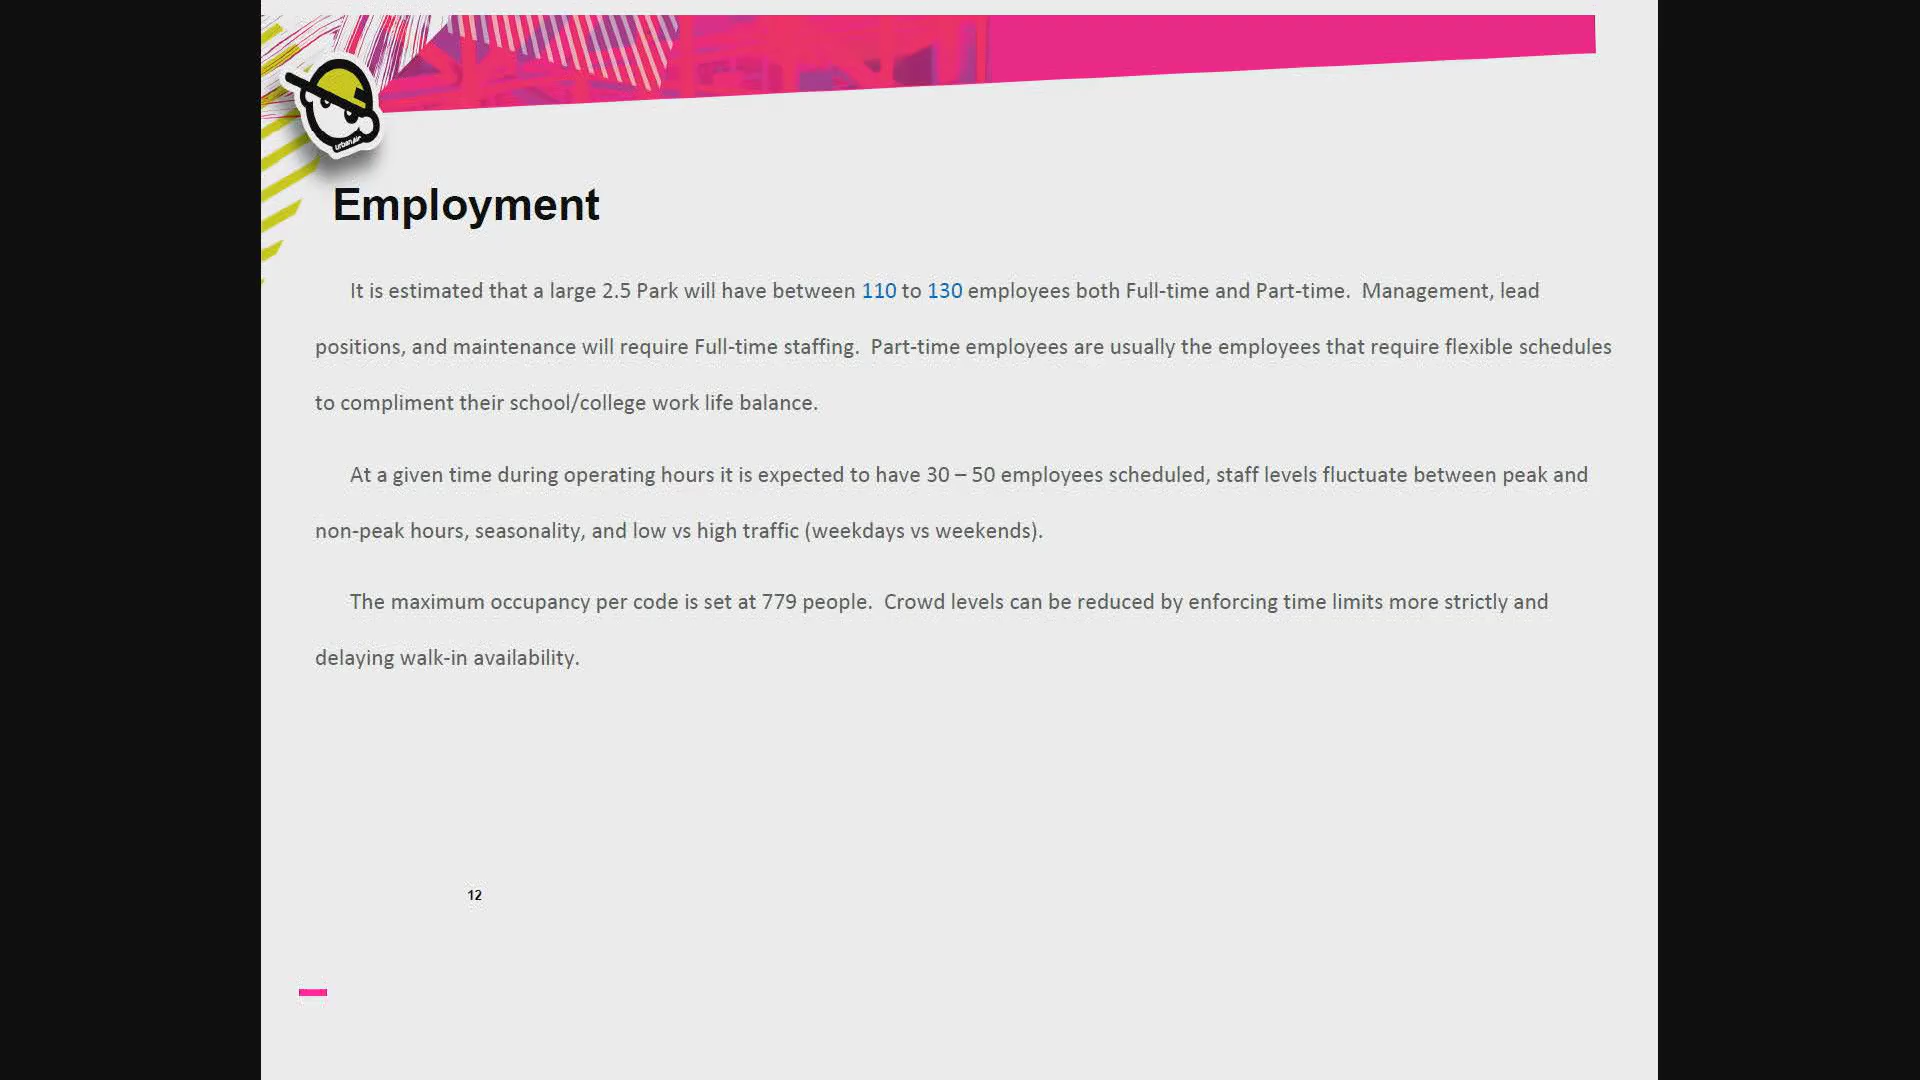 UrbanAir
Employment
It is estimated that a large 2.5 Park will have between 110 to 130 employees both Full-time and Part-time.  Management, lead
positions, and maintenance will require Full-time staffing.  Part-time employees are usually the employees that require flexible schedules
to compliment their school/college work life balance.
At a given time during operating hours it is expected to have 30 – 50 employees scheduled, staff levels fluctuate between peak and
non-peak hours, seasonality, and low vs high traffic (weekdays vs weekends).
The maximum occupancy per code is set at 779 people.  Crowd levels can be reduced by enforcing time limits more strictly and
delaying walk-in availability.
12